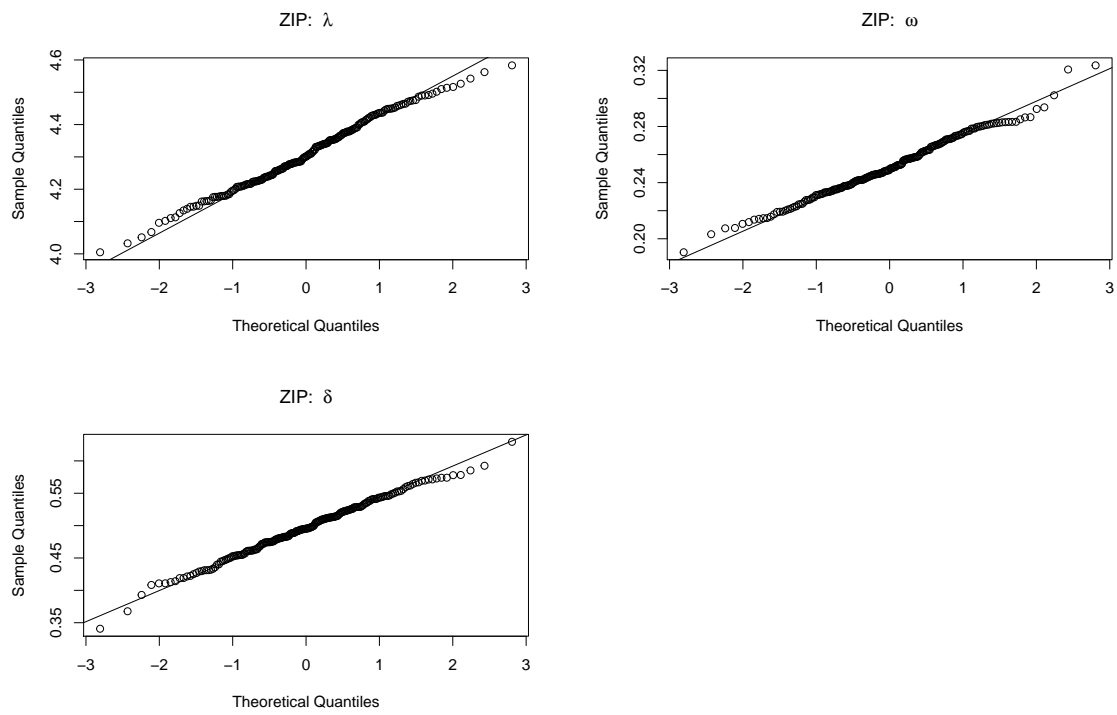 ZIP: λ
4.6
4.4
4.2
4.0
Sample Quantiles
−3 −2 −1 0 1 2 3
Theoretical Quantiles
ZIP: ω
0.32
0.28
0.24
0.20
Sample Quantiles
−3 −2 −1 0 1 2 3
Theoretical Quantiles
ZIP: δ
0.55
0.45
0.35
Sample Quantiles
−3 −2 −1 0 1 2 3
Theoretical Quantiles